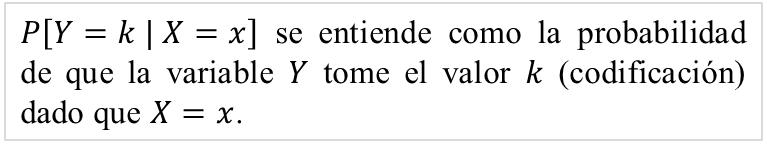 P[Y = k | X = x] se entiende como la probabilidad
de que la variable Y tome el valor k (codificación)
dado que X = x.